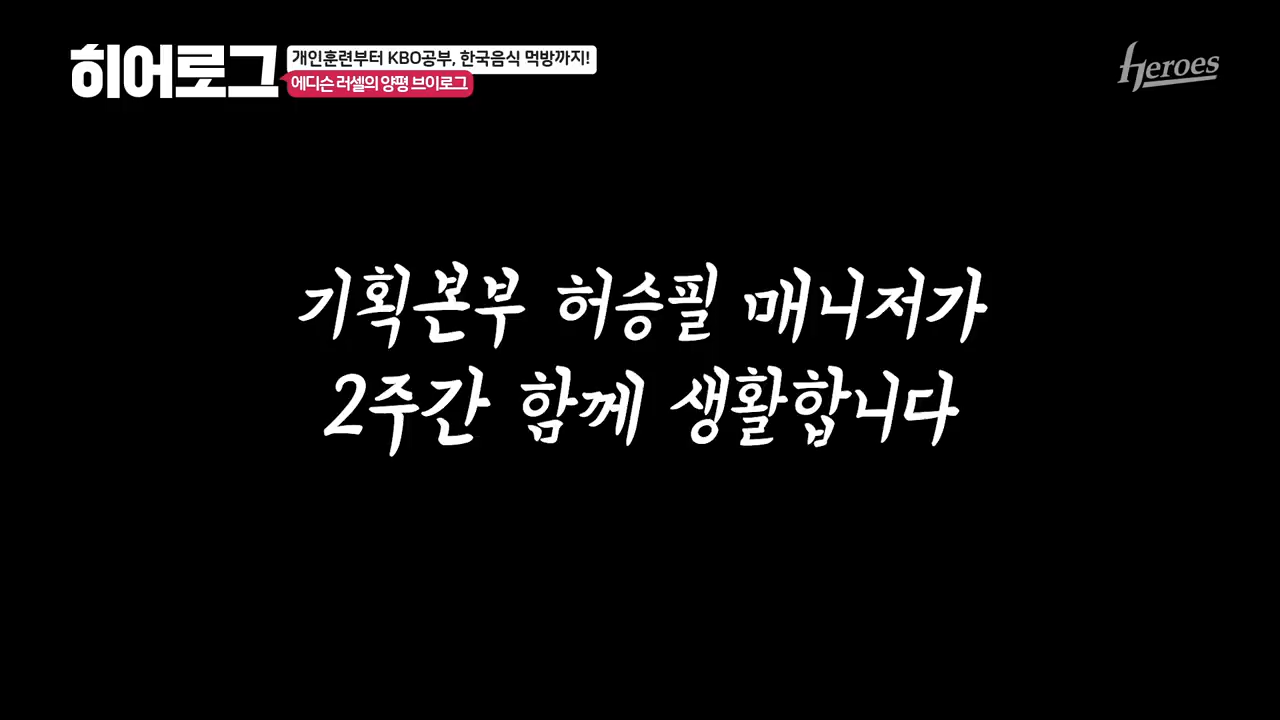 히어로그
개인훈련부터 KBO공부, 한국음식 먹방까지!
에디슨 러셀의 양평 브이로그
Heroes
기획본부 허승필 매니저가
2주간 함께 생활합니다